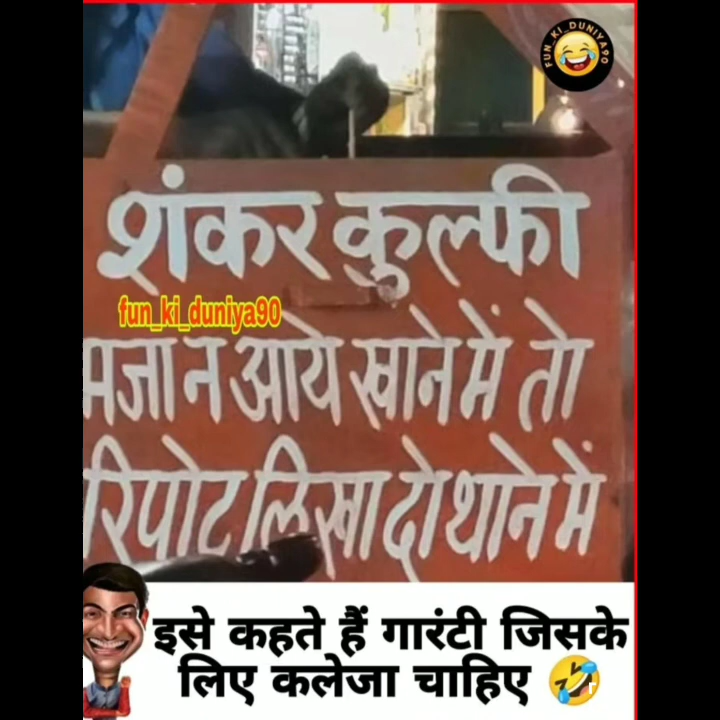 FUN_KI_DUNIYA90
शंकर कुल्फी
fun_ki_duniya90
मजा न आये खाने में तो
रिपोट लिखा दो थाने में
इसे कहते हैं गारंटी जिसके
लिए कलेजा चाहिए